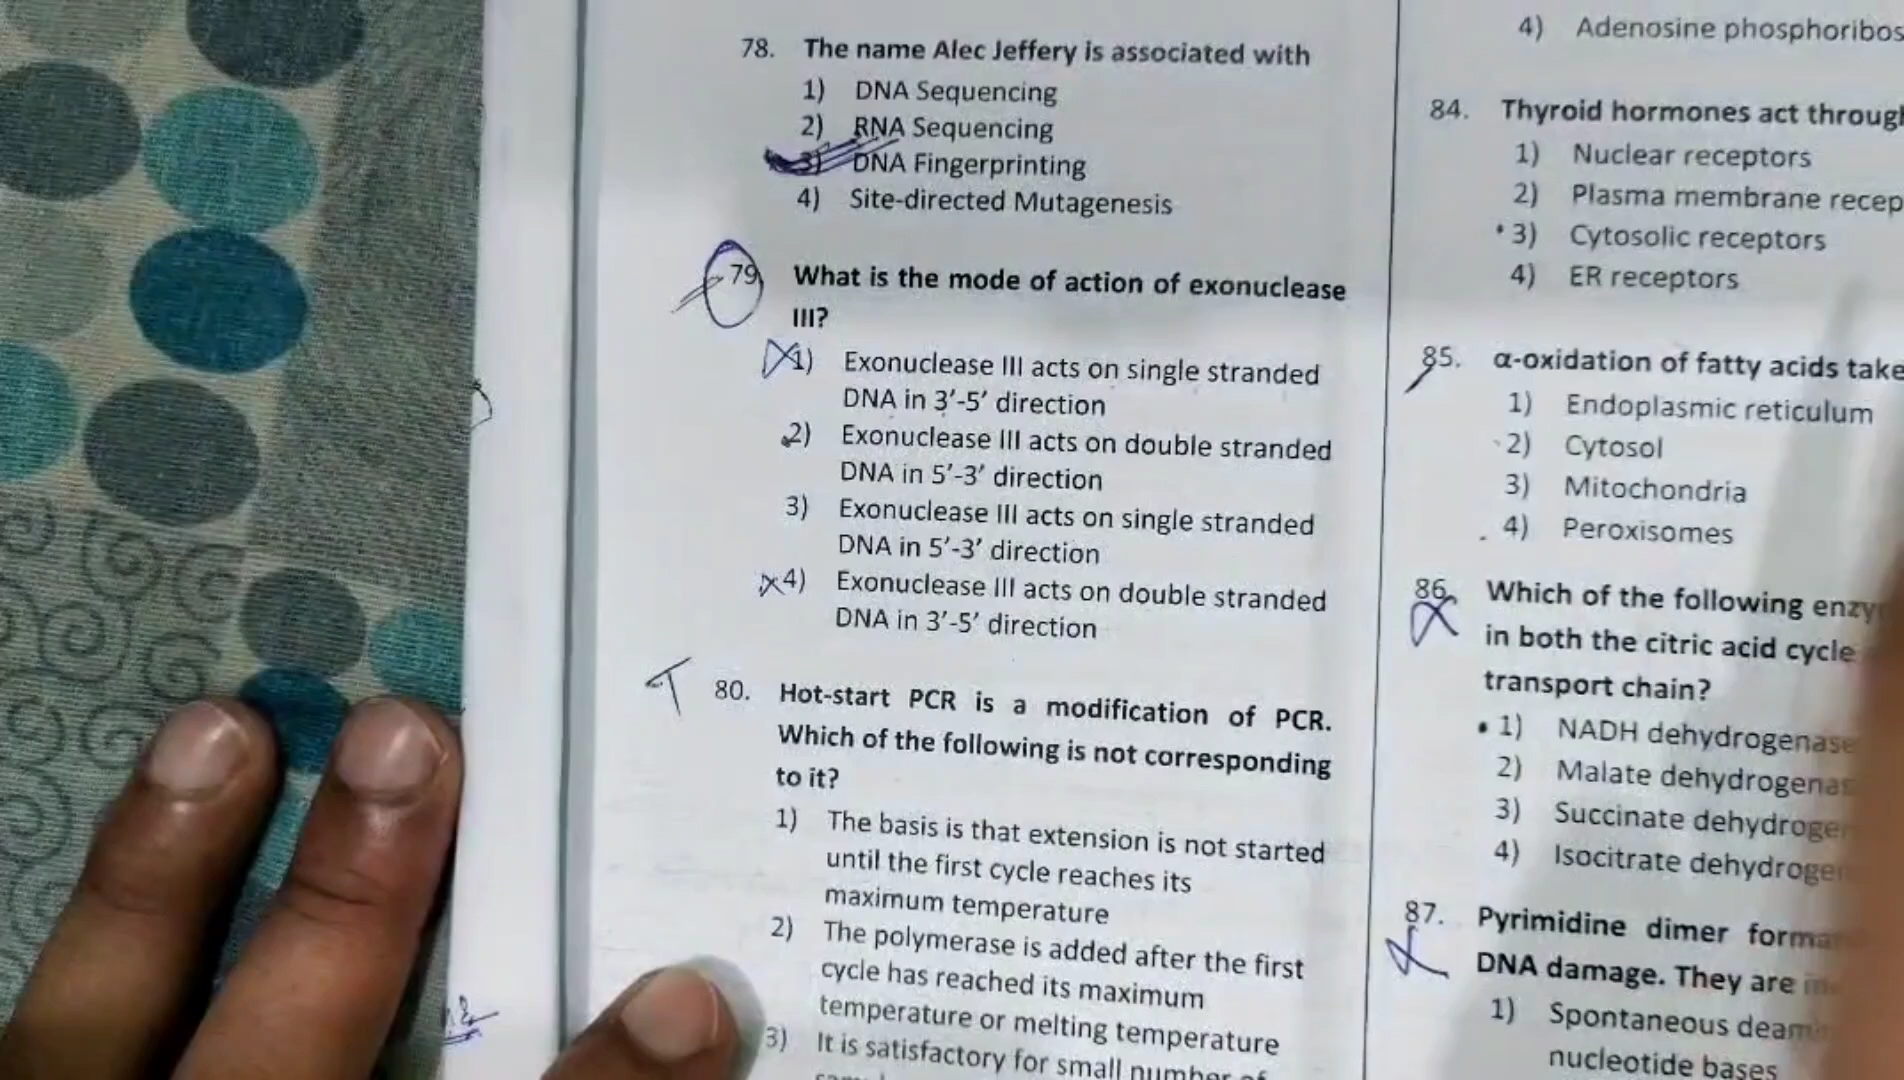 78. The name Alec Jeffery is associated with
1) DNA Sequencing
2) RNA Sequencing
3) DNA Fingerprinting
4) Site-directed Mutagenesis
79. What is the mode of action of exonuclease
III?
1) Exonuclease III acts on single stranded
DNA in 3′-5′ direction
2) Exonuclease III acts on double stranded
DNA in 5′-3′ direction
3) Exonuclease III acts on single stranded
DNA in 5′-3′ direction
4) Exonuclease III acts on double stranded
DNA in 3′-5′ direction
80. Hot-start PCR is a modification of PCR.
Which of the following is not corresponding
to it?
1) The basis is that extension is not started
until the first cycle reaches its
maximum temperature
2) The polymerase is added after the first
cycle has reached its maximum
temperature or melting temperature
3) It is satisfactory for small number of
4) Adenosine phosphoribos
84. Thyroid hormones act through
1) Nuclear receptors
2) Plasma membrane recep
3) Cytosolic receptors
4) ER receptors
85. α-oxidation of fatty acids take
1) Endoplasmic reticulum
2) Cytosol
3) Mitochondria
4) Peroxisomes
86. Which of the following enzy
in both the citric acid cycle
transport chain?
1) NADH dehydrogenase
2) Malate dehydrogenas
3) Succinate dehydrogen
4) Isocitrate dehydrogen
87. Pyrimidine dimer forma
DNA damage. They are
1) Spontaneous deam
nucleotide bases